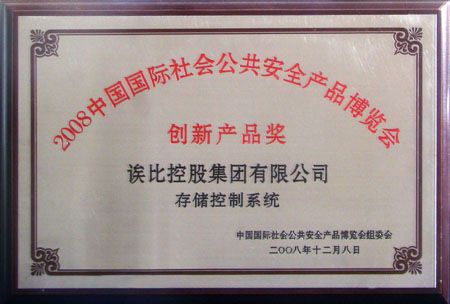 2008中国国际社会公共安全产品博览会
创新产品奖
诶比控股集团有限公司
存储控制系统
中国国际社会公共安全产品博览会组委会
二〇〇八年十二月八日